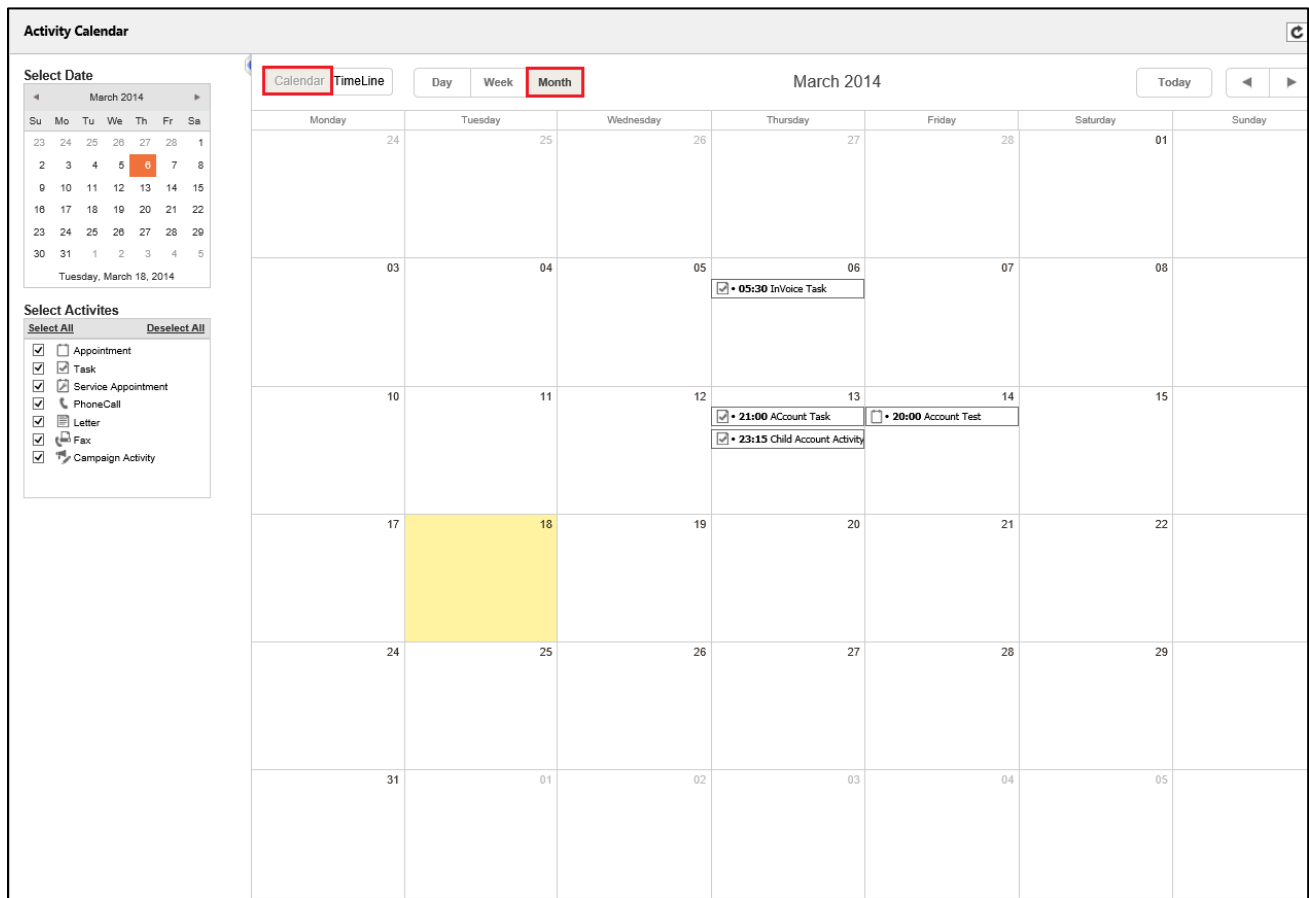 Activity Calendar
Select Date
March 2014
Su Mo Tu We Th Fr Sa
23 24 25 26 27 28 1
2 3 4 5 6 7 8
9 10 11 12 13 14 15
16 17 18 19 20 21 22
23 24 25 26 27 28 29
30 31 1 2 3 4 5
Tuesday, March 18, 2014
Select Activites
Select All Deselect All
Appointment
Task
Service Appointment
PhoneCall
Letter
Fax
Campaign Activity
Calendar TimeLine Day Week Month March 2014 Today
Monday Tuesday Wednesday Thursday Friday Saturday Sunday
24 25 26 27 28 01
03 04 05 06 07 08
• 05:30 InVoice Task
10 11 12 13 14 15
• 21:00 ACcount Task • 20:00 Account Test
• 23:15 Child Account Activity
17 18 19 20 21 22
24 25 26 27 28 29
31 01 02 03 04 05